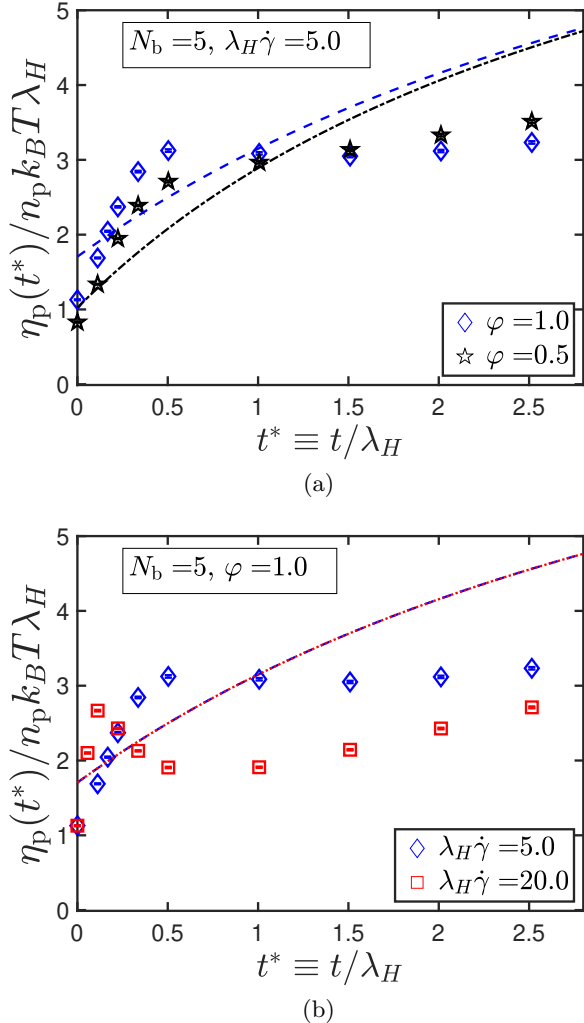 N_b =5, λ_H γ̇ =5.0
η_p(t*)/n_p k_B T λ_H
5
4
3
2
1
0
φ =1.0
φ =0.5
0 0.5 1 1.5 2 2.5
t* ≡ t/λ_H
(a)
N_b =5, φ =1.0
η_p(t*)/n_p k_B T λ_H
5
4
3
2
1
0
λ_H γ̇ =5.0
λ_H γ̇ =20.0
0 0.5 1 1.5 2 2.5
t* ≡ t/λ_H
(b)